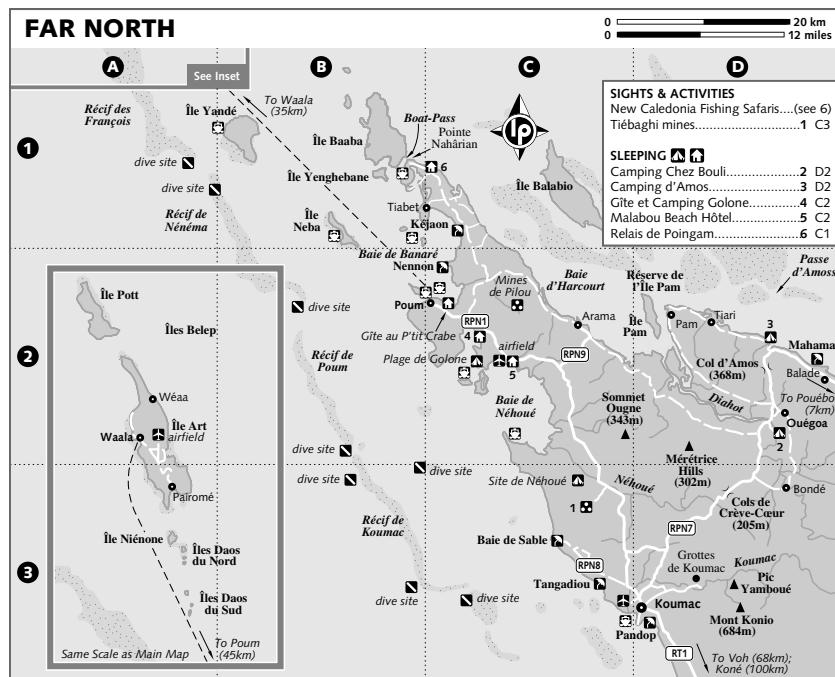 FAR NORTH
0 20 km
0 12 miles
A
B
C
D
See Inset
1
2
3
SIGHTS & ACTIVITIES
New Caledonia Fishing Safaris....(see 6)
Tiébaghi mines........................1 C3
SLEEPING
Camping Chez Bouli..................2 D2
Camping d'Amos......................3 D2
Gîte et Camping Golone............4 C2
Malabou Beach Hôtel................5 C2
Relais de Poingam....................6 C1
Récif des
François
Île Yandé
To Waala
(35km)
Boat-Pass
Pointe
Nahârian
Île Baaba
lp
dive site
dive site
Île Yenghebane
6
Île Balabio
Récif de
Nénéma
Île
Neba
Tiabet
Kéjaon
Baie de Banaré
Nennon
Baie
d'Harcourt
Réserve de
l'Île Pam
Passe
d'Amoss
Île Pott
Îles Belep
dive site
Mines
de Pilou
Poum
RPN1
Gîte au P'tit Crabe
4
Arama
Île
Pam
Pam
Tiari
3
Mahamat
Récif de
Poum
Plage de Golone
airfield
5
RPN9
Col d'Amos
(368m)
Balade
To Pouébo
(7km)
Wéaa
Île Art
Waala
airfield
Baie de
Néhoué
Sommet
Ougne
(343m)
Diahot
Ouégoa
2
Mérétrice
Hills
(302m)
dive site
dive site
dive site
Païromé
Site de Néhoué
Néhoué
1
Bondé
Cols de
Crève-Cœur
(205m)
Récif de
Koumac
RPN7
Île Niénone
Îles Daos
du Nord
Baie de Sable
Grottes
de Koumac
Koumac
RPN8
Îles Daos
du Sud
Tangadiou
Pic
Yamboué
dive site
dive site
Koumac
Mont Konio
(684m)
Pandop
Same Scale as Main Map
To Poum
(45km)
RT1
To Voh (68km);
Koné (100km)